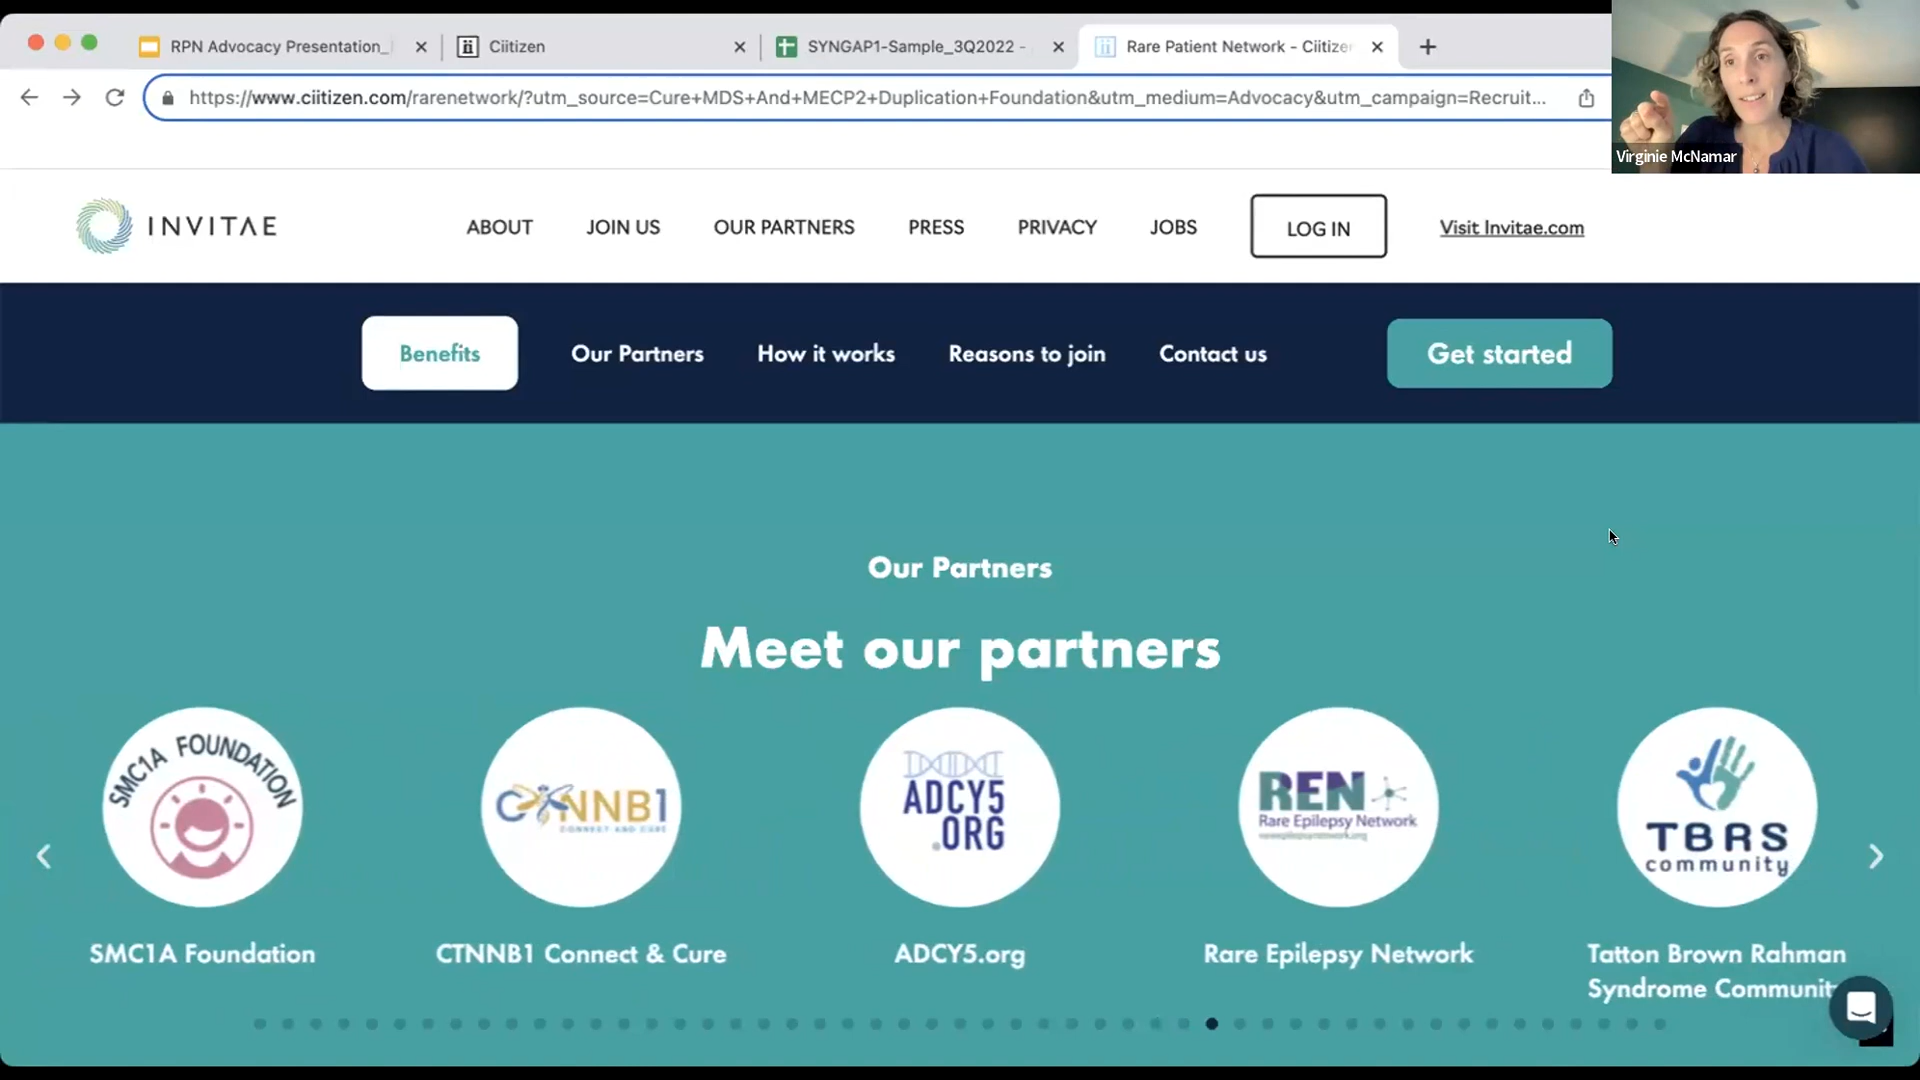 RPN Advocacy Presentation_
Ciitizen
SYNGAP1-Sample_3Q2022 -
Rare Patient Network - Ciitizen
https://www.ciitizen.com/rarenetwork/?utm_source=Cure+MDS+And+MECP2+Duplication+Foundation&utm_medium=Advocacy&utm_campaign=Recruit...
Virginie McNamar
INVITAE
ABOUT
JOIN US
OUR PARTNERS
PRESS
PRIVACY
JOBS
LOG IN
Visit Invitae.com
Benefits
Our Partners
How it works
Reasons to join
Contact us
Get started
Our Partners
Meet our partners
SMC1A FOUNDATION
CTNNB1
CONNECT AND CURE
ADCY5
.ORG
REN
Rare Epilepsy Network
TBRS
community
SMC1A Foundation
CTNNB1 Connect & Cure
ADCY5.org
Rare Epilepsy Network
Tatton Brown Rahman
Syndrome Communit